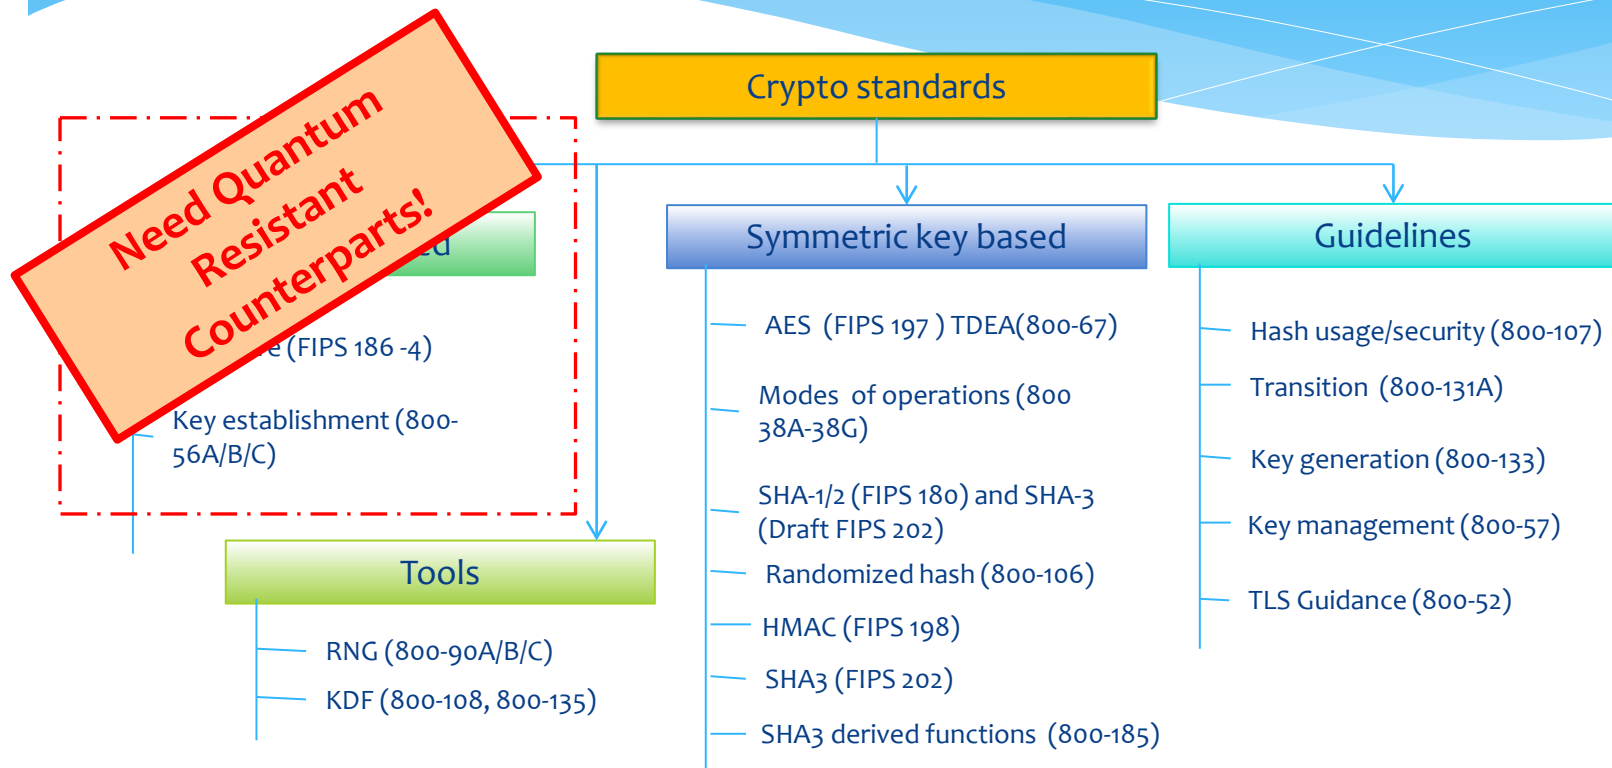 Crypto standards
Need Quantum
Resistant
Counterparts!
(FIPS 186 -4)
Key establishment (800-
56A/B/C)
Tools
RNG (800-90A/B/C)
KDF (800-108, 800-135)
Symmetric key based
AES (FIPS 197 ) TDEA(800-67)
Modes of operations (800
38A-38G)
SHA-1/2 (FIPS 180) and SHA-3
(Draft FIPS 202)
Randomized hash (800-106)
HMAC (FIPS 198)
SHA3 (FIPS 202)
SHA3 derived functions (800-185)
Guidelines
Hash usage/security (800-107)
Transition (800-131A)
Key generation (800-133)
Key management (800-57)
TLS Guidance (800-52)